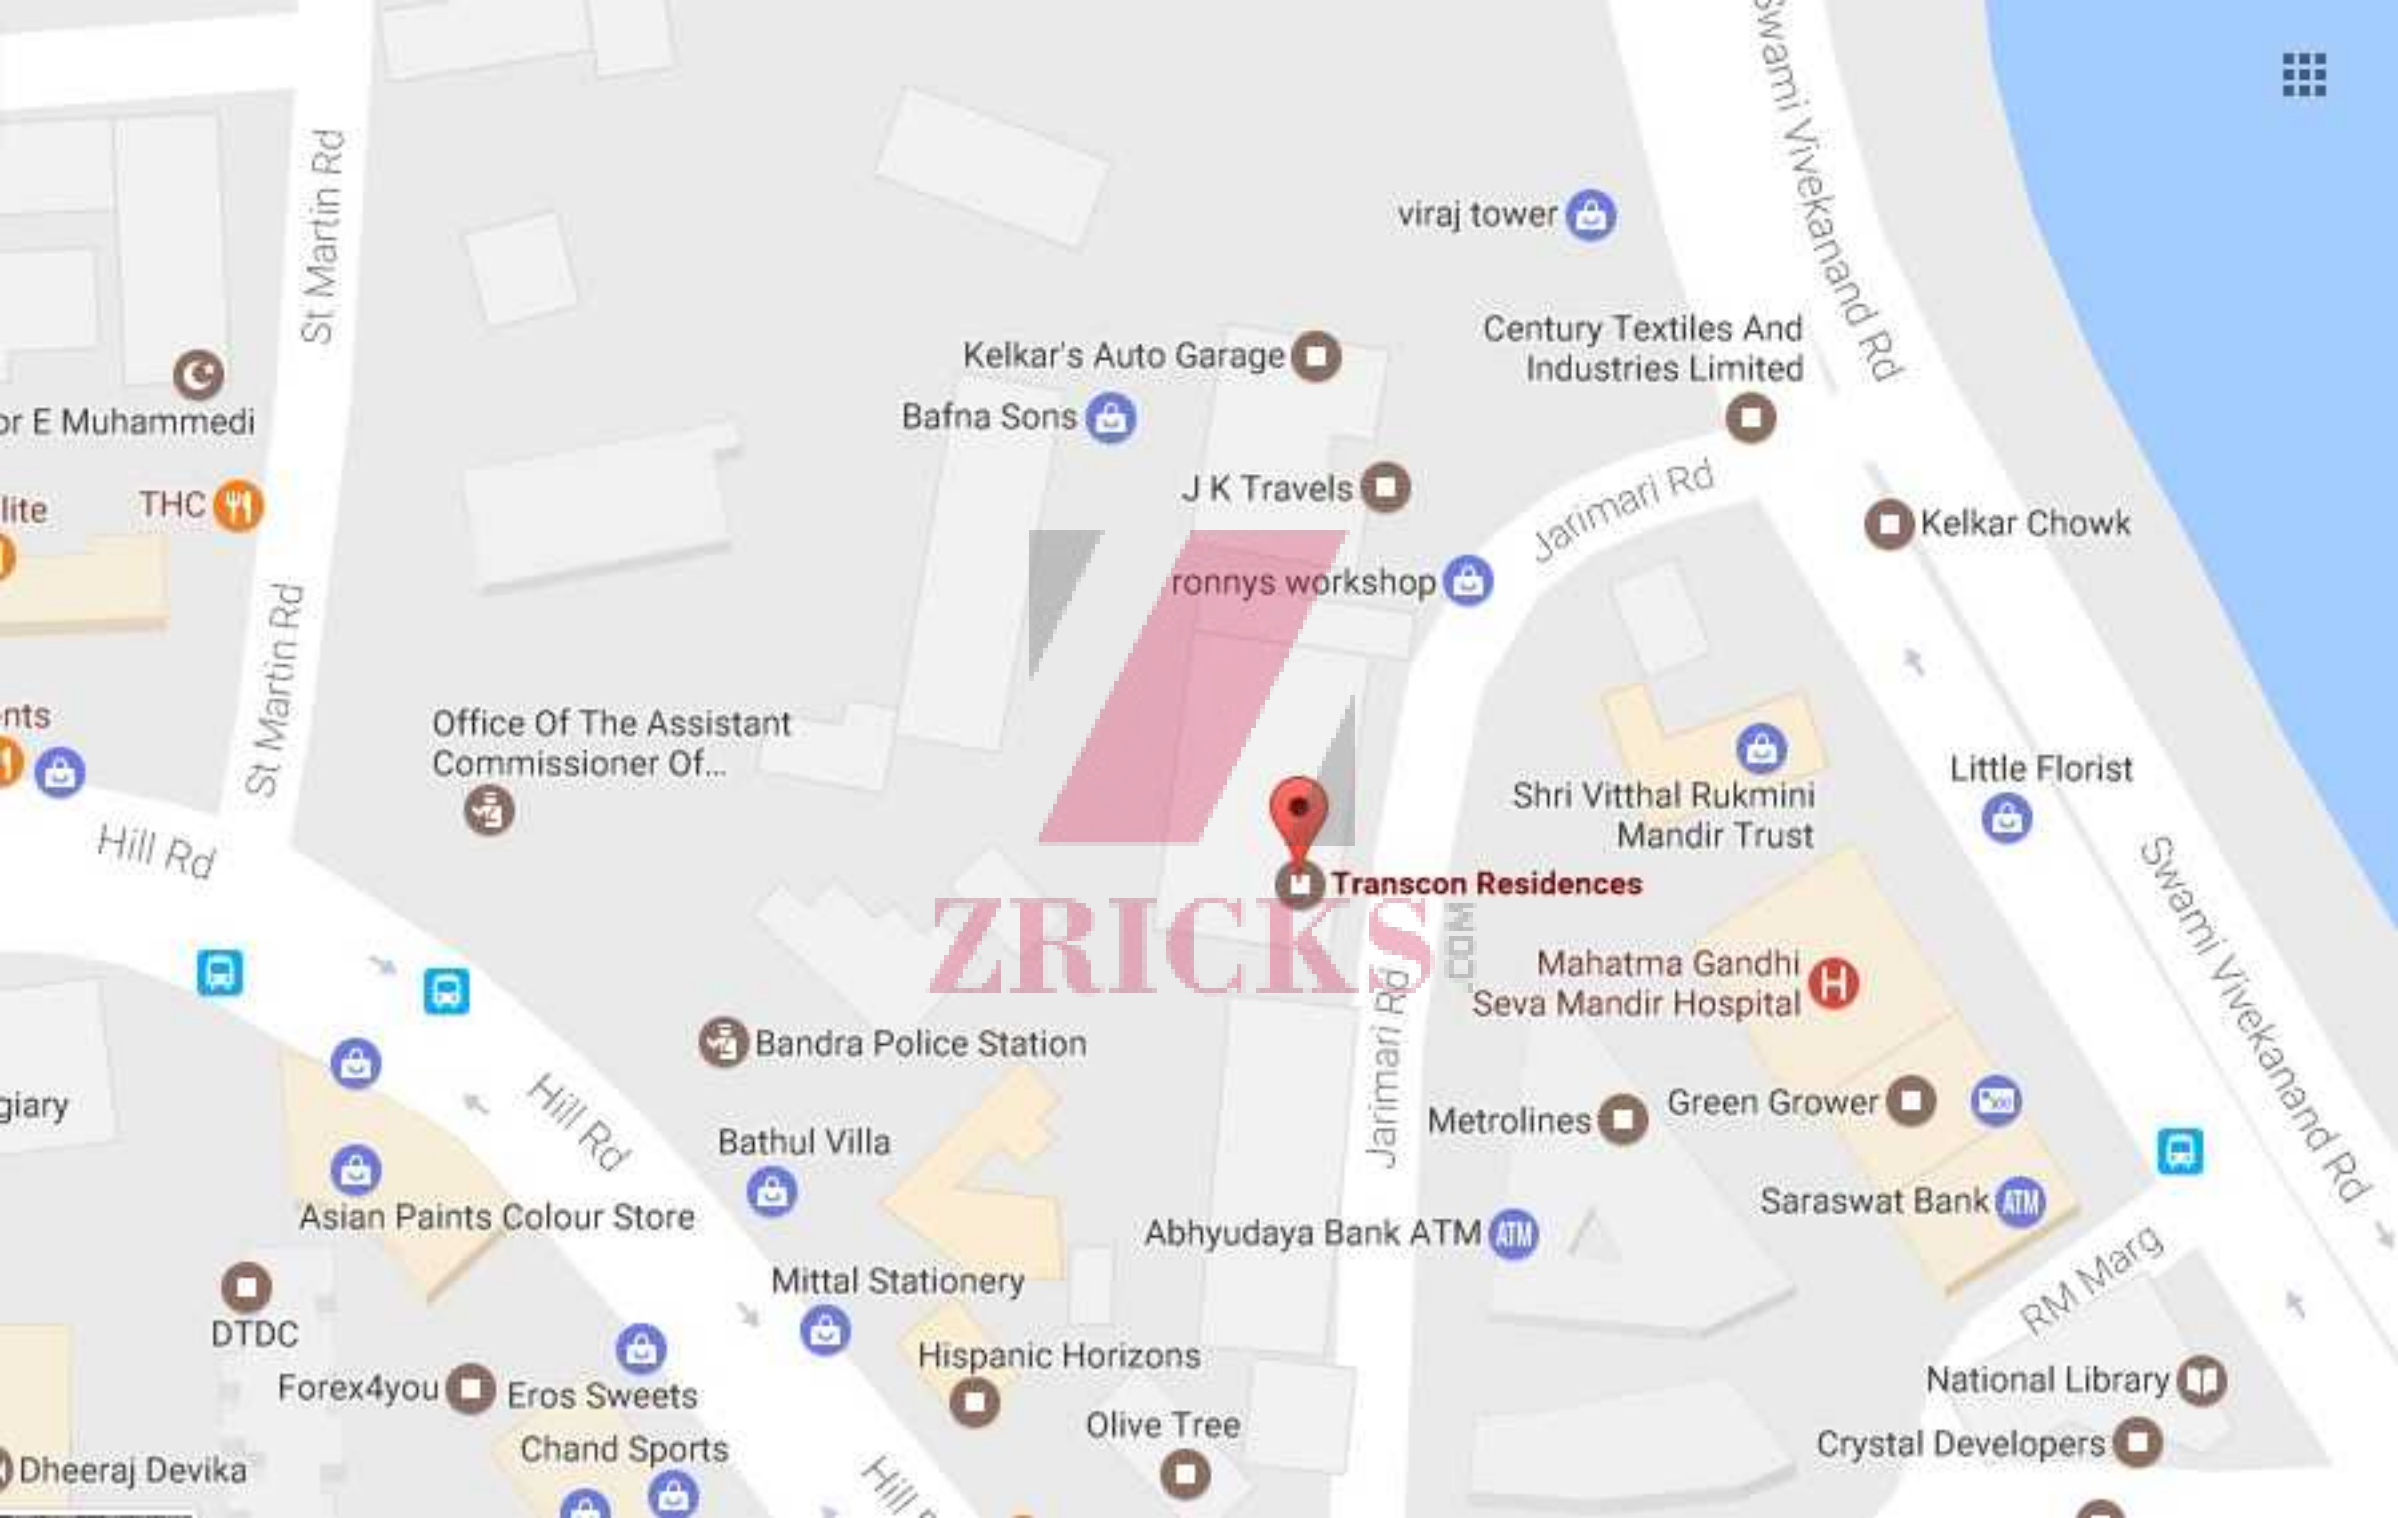 Swami Vivekanand Rd
St Martin Rd
viraj tower
Century Textiles And
Industries Limited
Kelkar's Auto Garage
Bafna Sons
or E Muhammedi
J K Travels
Jarimari Rd
THC
lite
Kelkar Chowk
ronnys workshop
St Martin Rd
nts
Office Of The Assistant
Commissioner Of...
Little Florist
Shri Vitthal Rukmini
Mandir Trust
Hill Rd
Transcon Residences
ZRICKS.COM
Swami Vivekanand Rd
Mahatma Gandhi
Seva Mandir Hospital
H
Jarimari Rd
Bandra Police Station
Hill Rd
giary
Green Grower
Metrolines
Bathul Villa
Saraswat Bank ATM
Asian Paints Colour Store
Abhyudaya Bank ATM ATM
RM Marg
Mittal Stationery
DTDC
Hispanic Horizons
Forex4you
Eros Sweets
National Library
Olive Tree
Chand Sports
Crystal Developers
Dheeraj Devika
Hill